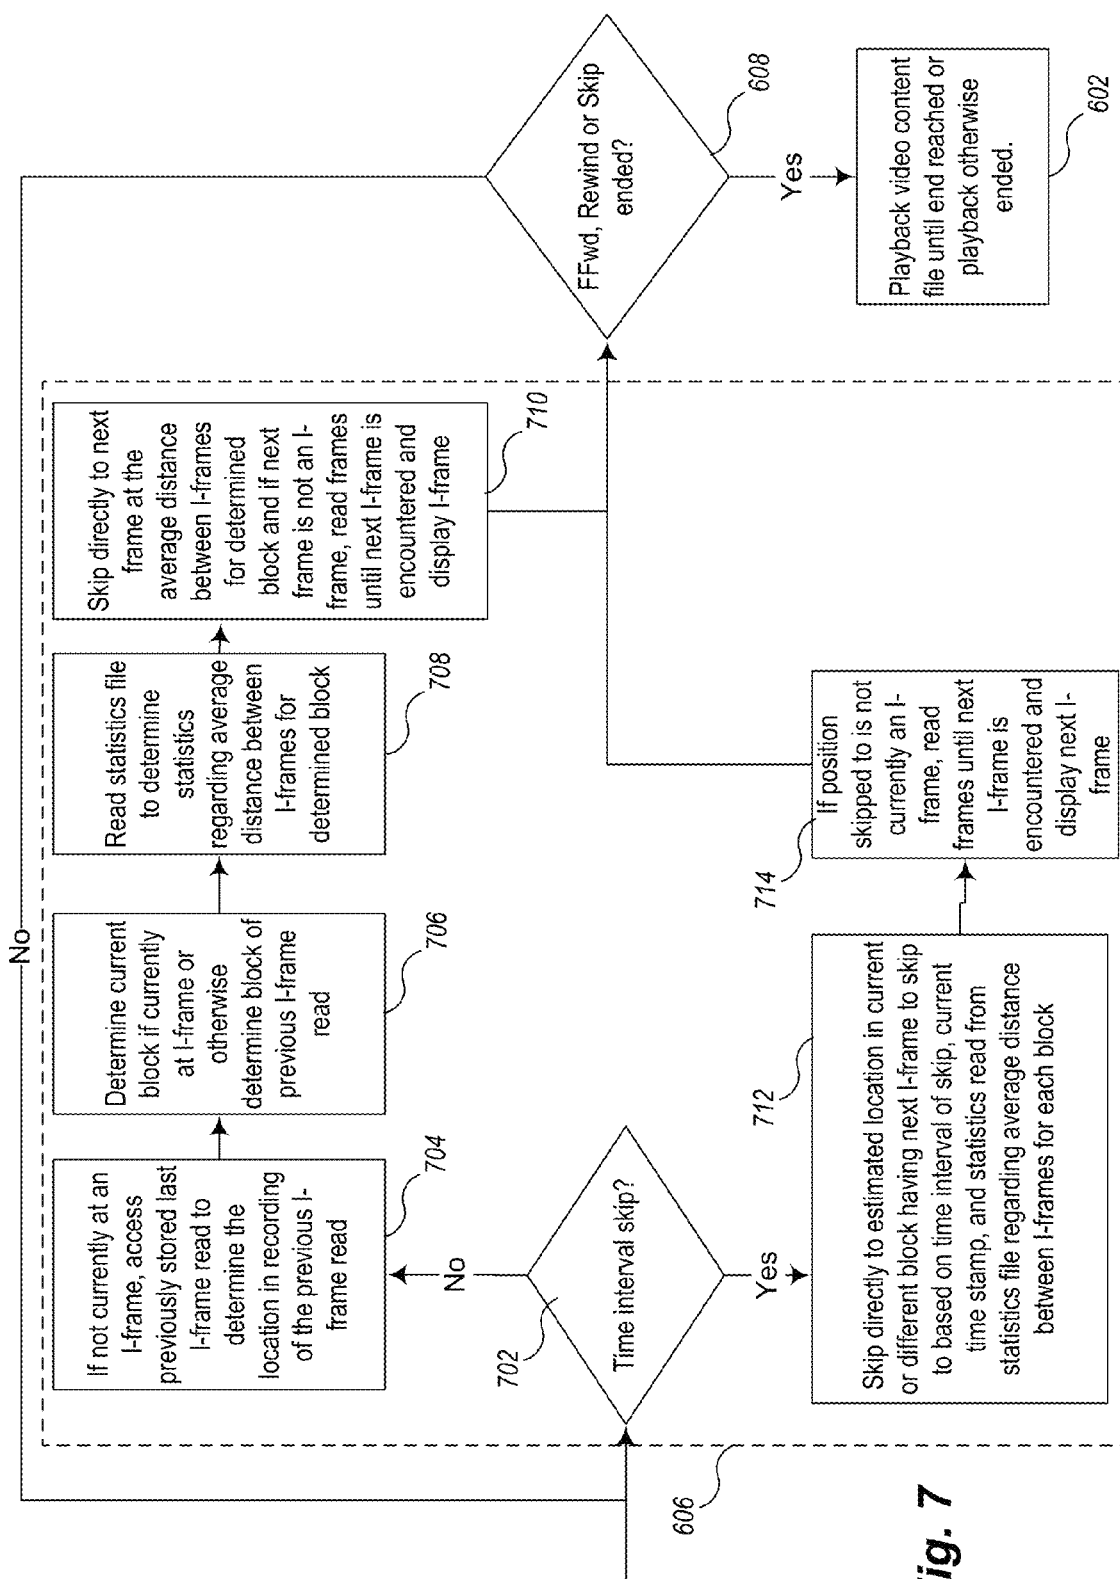 No
If not currently at an
I-frame, access
previously stored last
I-frame read to
determine the
location in recording
of the previous I-
frame read
704
Determine current
block if currently
at I-frame or
otherwise
determine block of
previous I-frame
read
706
Read statistics file
to determine
statistics
regarding average
distance between
I-frames for
determined block
708
Skip directly to next
frame at the
average distance
between I-frames
for determined
block and if next
frame is not an I-
frame, read frames
until next I-frame is
encountered and
display I-frame
710
No
702
Time interval skip?
Yes
712
Skip directly to estimated location in current
or different block having next I-frame to skip
to based on time interval of skip, current
time stamp, and statistics read from
statistics file regarding average distance
between I-frames for each block
714
If position
skipped to is not
currently an I-
frame, read
frames until next
I-frame is
encountered and
display next I-
frame
FFwd, Rewind or Skip
ended?
608
Yes
Playback video content
file until end reached or
playback otherwise
ended.
602
606
ig. 7